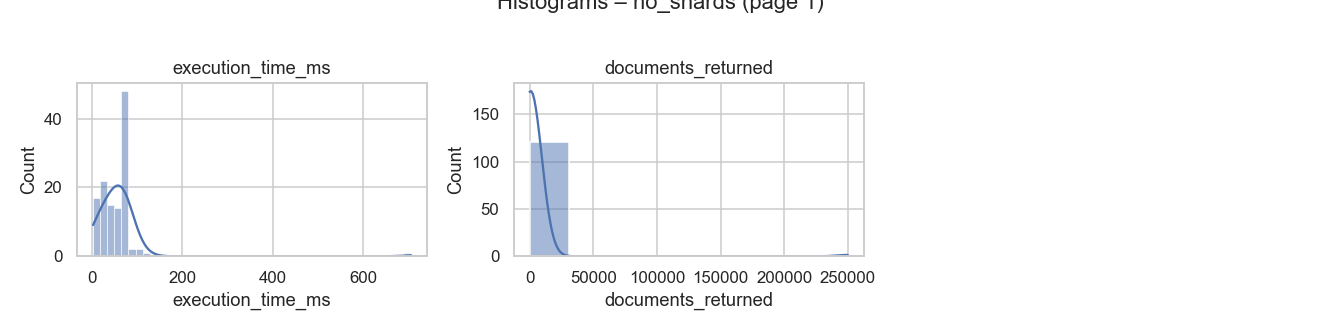 Histograms – no_shards (page 1)
execution_time_ms
documents_returned
Count
40
20
0
0
200
400
600
execution_time_ms
Count
150
100
50
0
0
50000
100000
150000
200000
250000
documents_returned